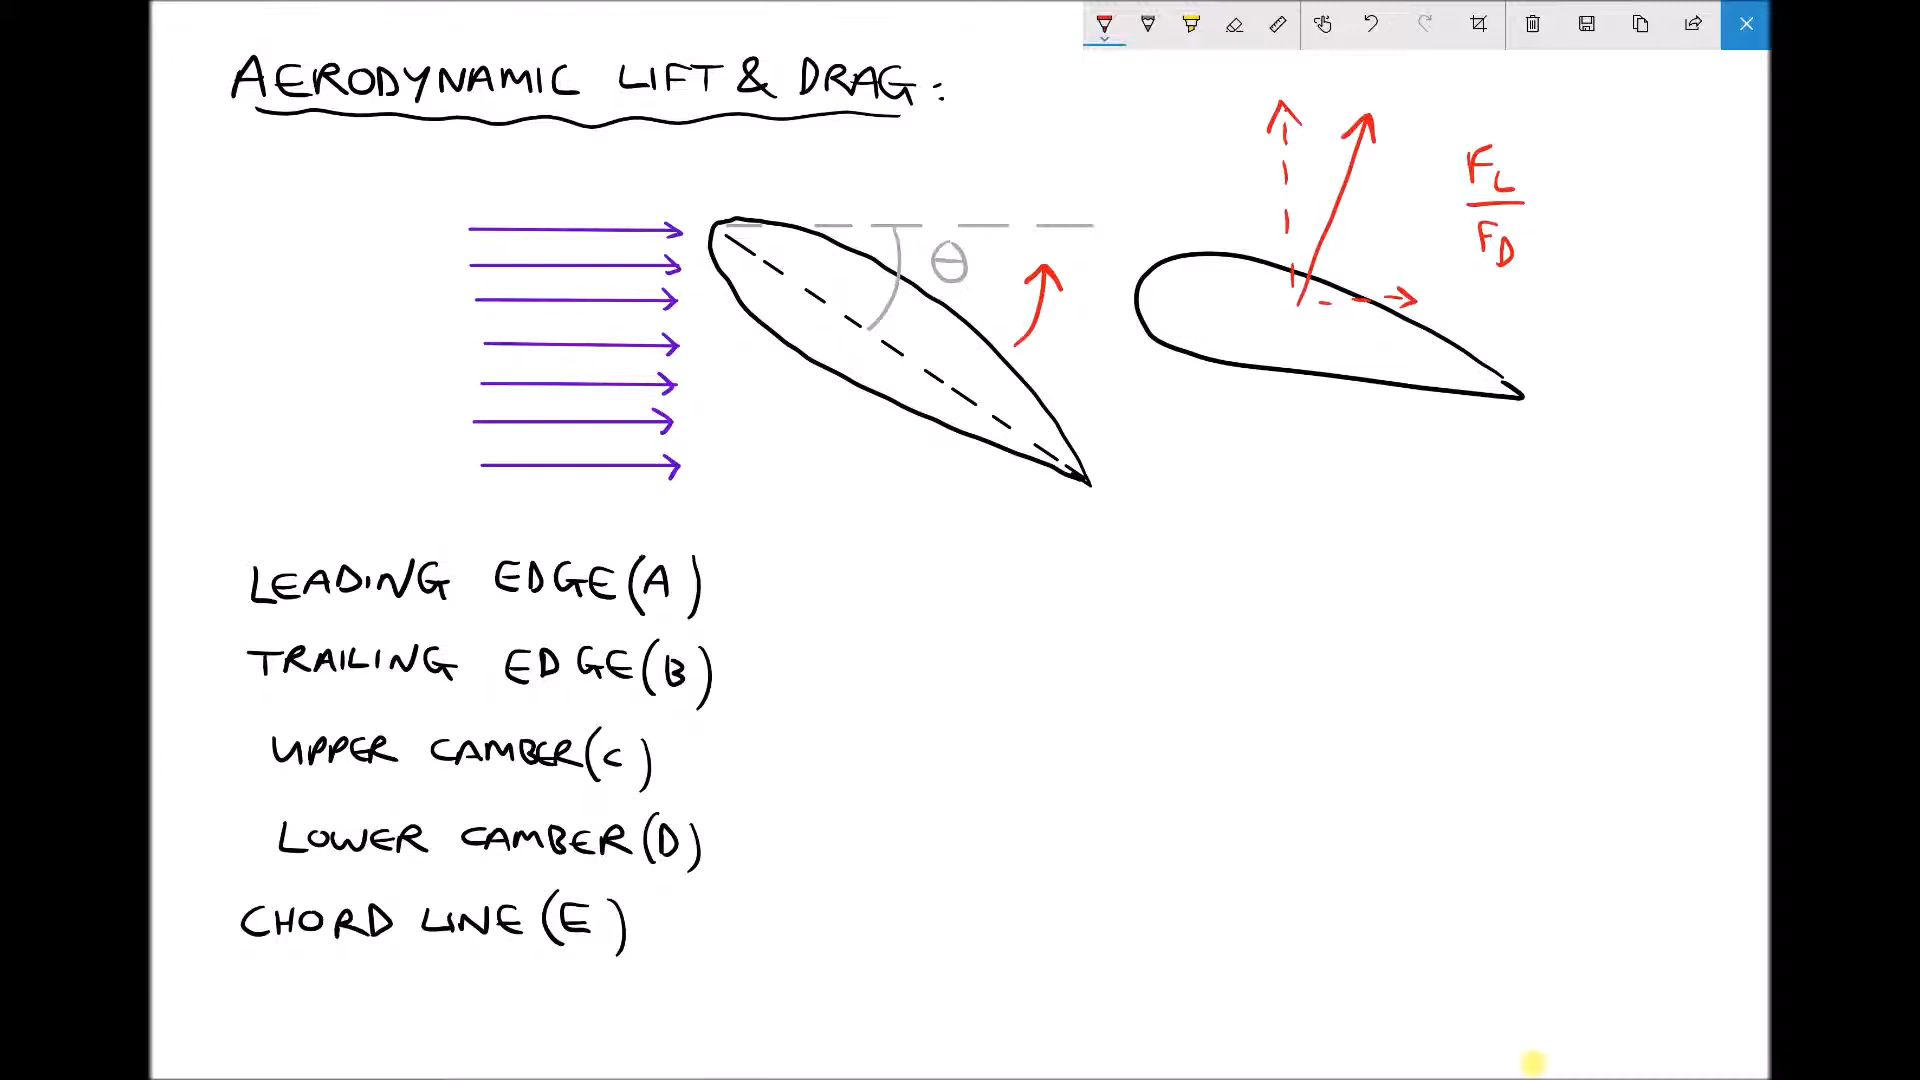 AERODYNAMIC LIFT & DRAG:
θ
FL
FD
LEADING EDGE (A)
TRAILING EDGE (B)
UPPER CAMBER (C)
LOWER CAMBER (D)
CHORD LINE (E)